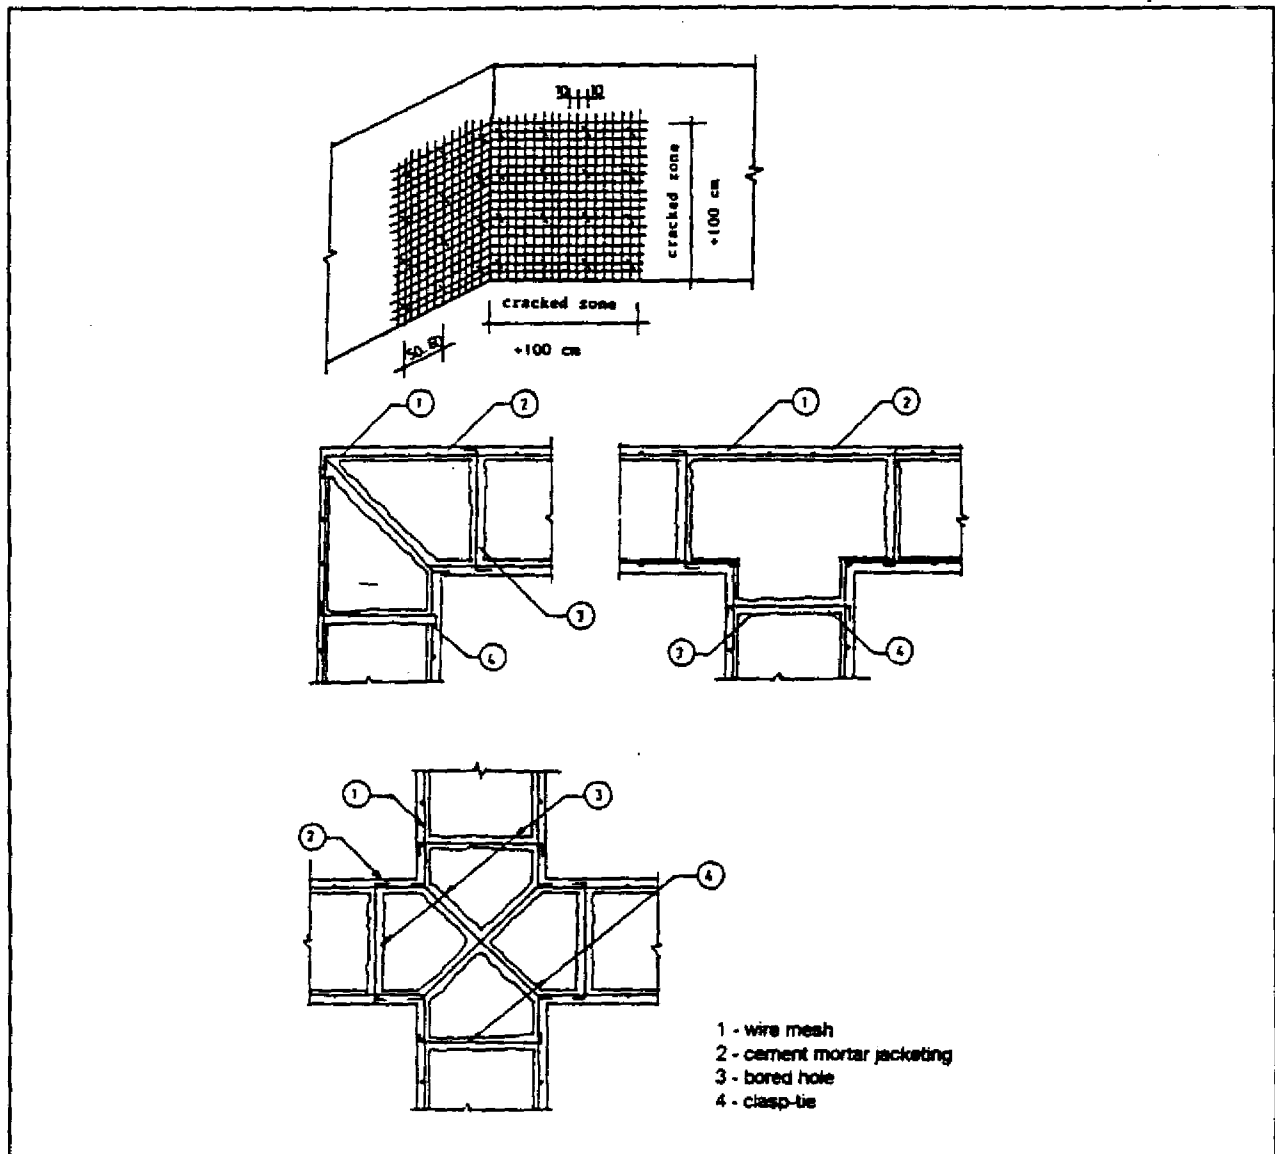 10 10
cracked zone
+100 cm
cracked zone
+100 cm
50-60
1
2
1
2
3
4
3
4
1
3
2
4
1 - wire mesh
2 - cement mortar jacketing
3 - bored hole
4 - clasp-tie